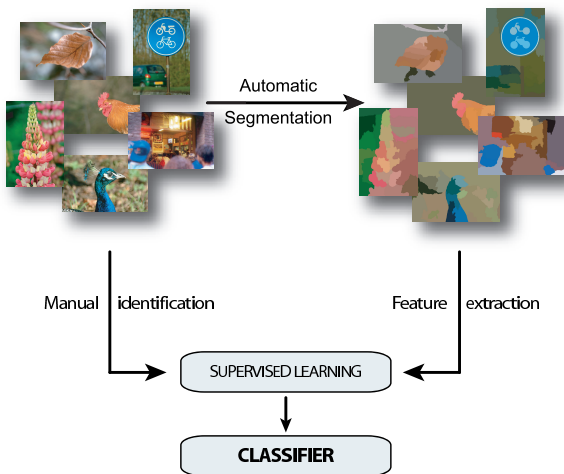 Automatic
Segmentation
Manual identification
Feature extraction
SUPERVISED LEARNING
CLASSIFIER